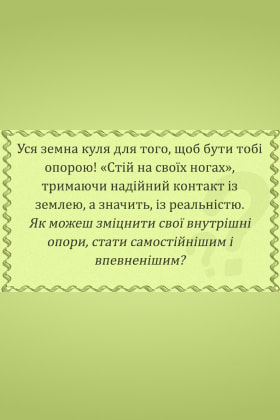 Уся земна куля для того, щоб бути тобі
опорою! «Стій на своїх ногах»,
тримаючи надійний контакт із
землею, а значить, із реальністю.
Як можеш зміцнити свої внутрішні
опори, стати самостійнішим і
впевненішим?